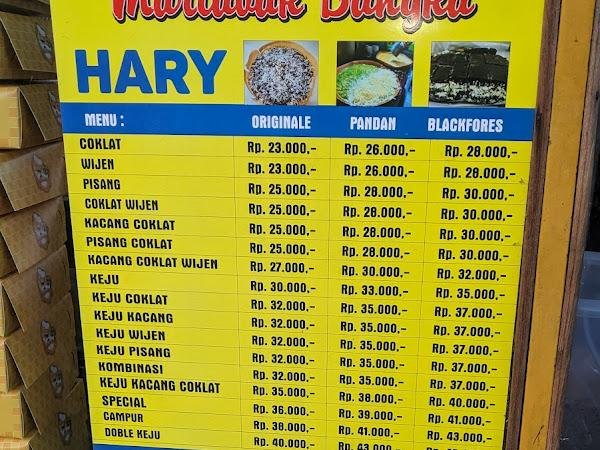 Martabak Bangka
HARY
MENU : ORIGINALE PANDAN BLACKFORES
COKLAT Rp. 23.000,- Rp. 26.000,- Rp. 28.000,-
WIJEN Rp. 23.000,- Rp. 26.000,- Rp. 28.000,-
PISANG Rp. 25.000,- Rp. 28.000,- Rp. 30.000,-
COKLAT WIJEN Rp. 25.000,- Rp. 28.000,- Rp. 30.000,-
KACANG COKLAT Rp. 25.000,- Rp. 28.000,- Rp. 30.000,-
PISANG COKLAT Rp. 25.000,- Rp. 28.000,- Rp. 30.000,-
KACANG COKLAT WIJEN Rp. 27.000,- Rp. 30.000,- Rp. 32.000,-
KEJU Rp. 30.000,- Rp. 33.000,- Rp. 35.000,-
KEJU COKLAT Rp. 32.000,- Rp. 35.000,- Rp. 37.000,-
KEJU KACANG Rp. 32.000,- Rp. 35.000,- Rp. 37.000,-
KEJU WIJEN Rp. 32.000,- Rp. 35.000,- Rp. 37.000,-
KEJU PISANG Rp. 32.000,- Rp. 35.000,- Rp. 37.000,-
KOMBINASI Rp. 32.000,- Rp. 35.000,- Rp. 37.000,-
KEJU KACANG COKLAT Rp. 35.000,- Rp. 38.000,- Rp. 40.000,-
SPECIAL Rp. 36.000,- Rp. 39.000,- Rp. 41.000,-
CAMPUR Rp. 38.000,- Rp. 41.000,- Rp. 43.000,-
DOBLE KEJU Rp. 40.000,- Rp. 43.000,-